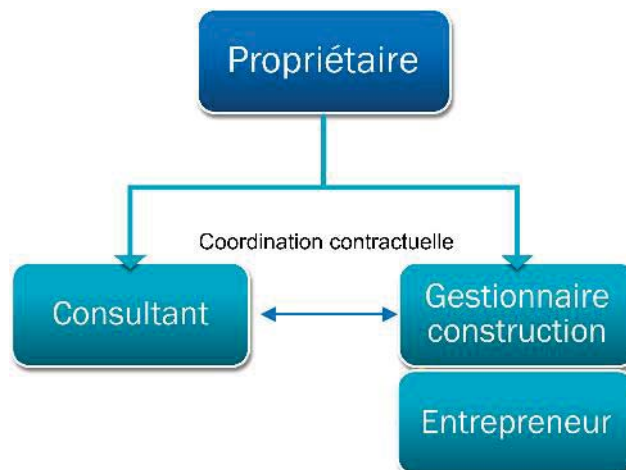 Propriétaire
Coordination contractuelle
Consultant
Gestionnaire
construction
Entrepreneur